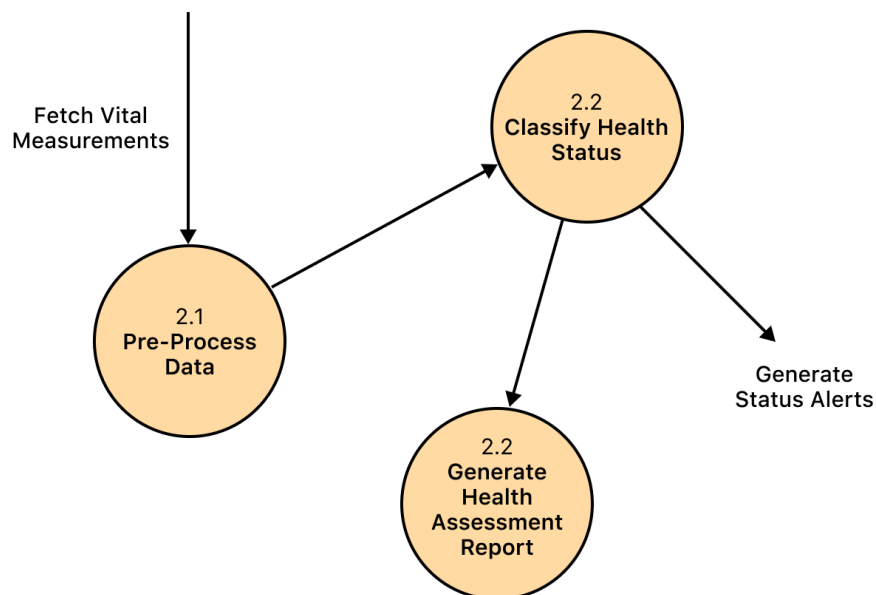 Fetch Vital
Measurements
2.2
Classify Health
Status
2.1
Pre-Process
Data
Generate
Status Alerts
2.2
Generate
Health
Assessment
Report